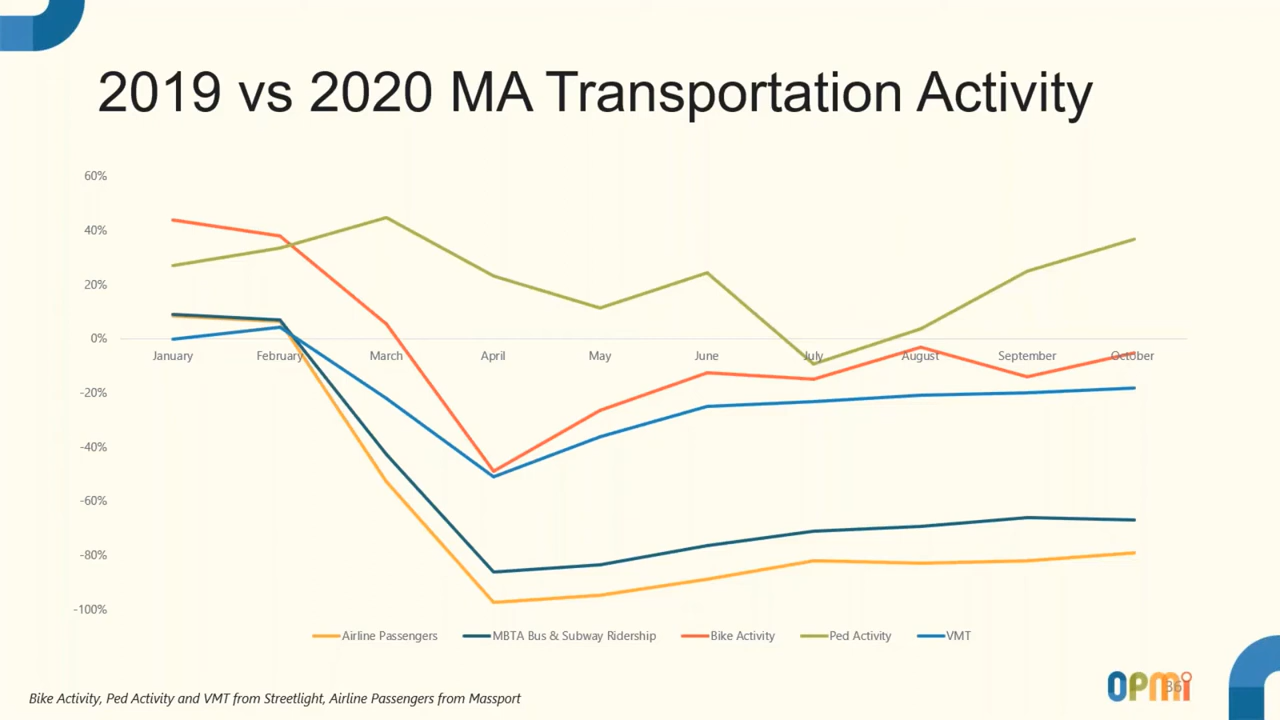 2019 vs 2020 MA Transportation Activity
60%
40%
20%
0%
January February March April May June July August September October
-20%
-40%
-60%
-80%
-100%
Airline Passengers MBTA Bus & Subway Ridership Bike Activity Ped Activity VMT
Bike Activity, Ped Activity and VMT from Streetlight, Airline Passengers from Massport
OPMi
36